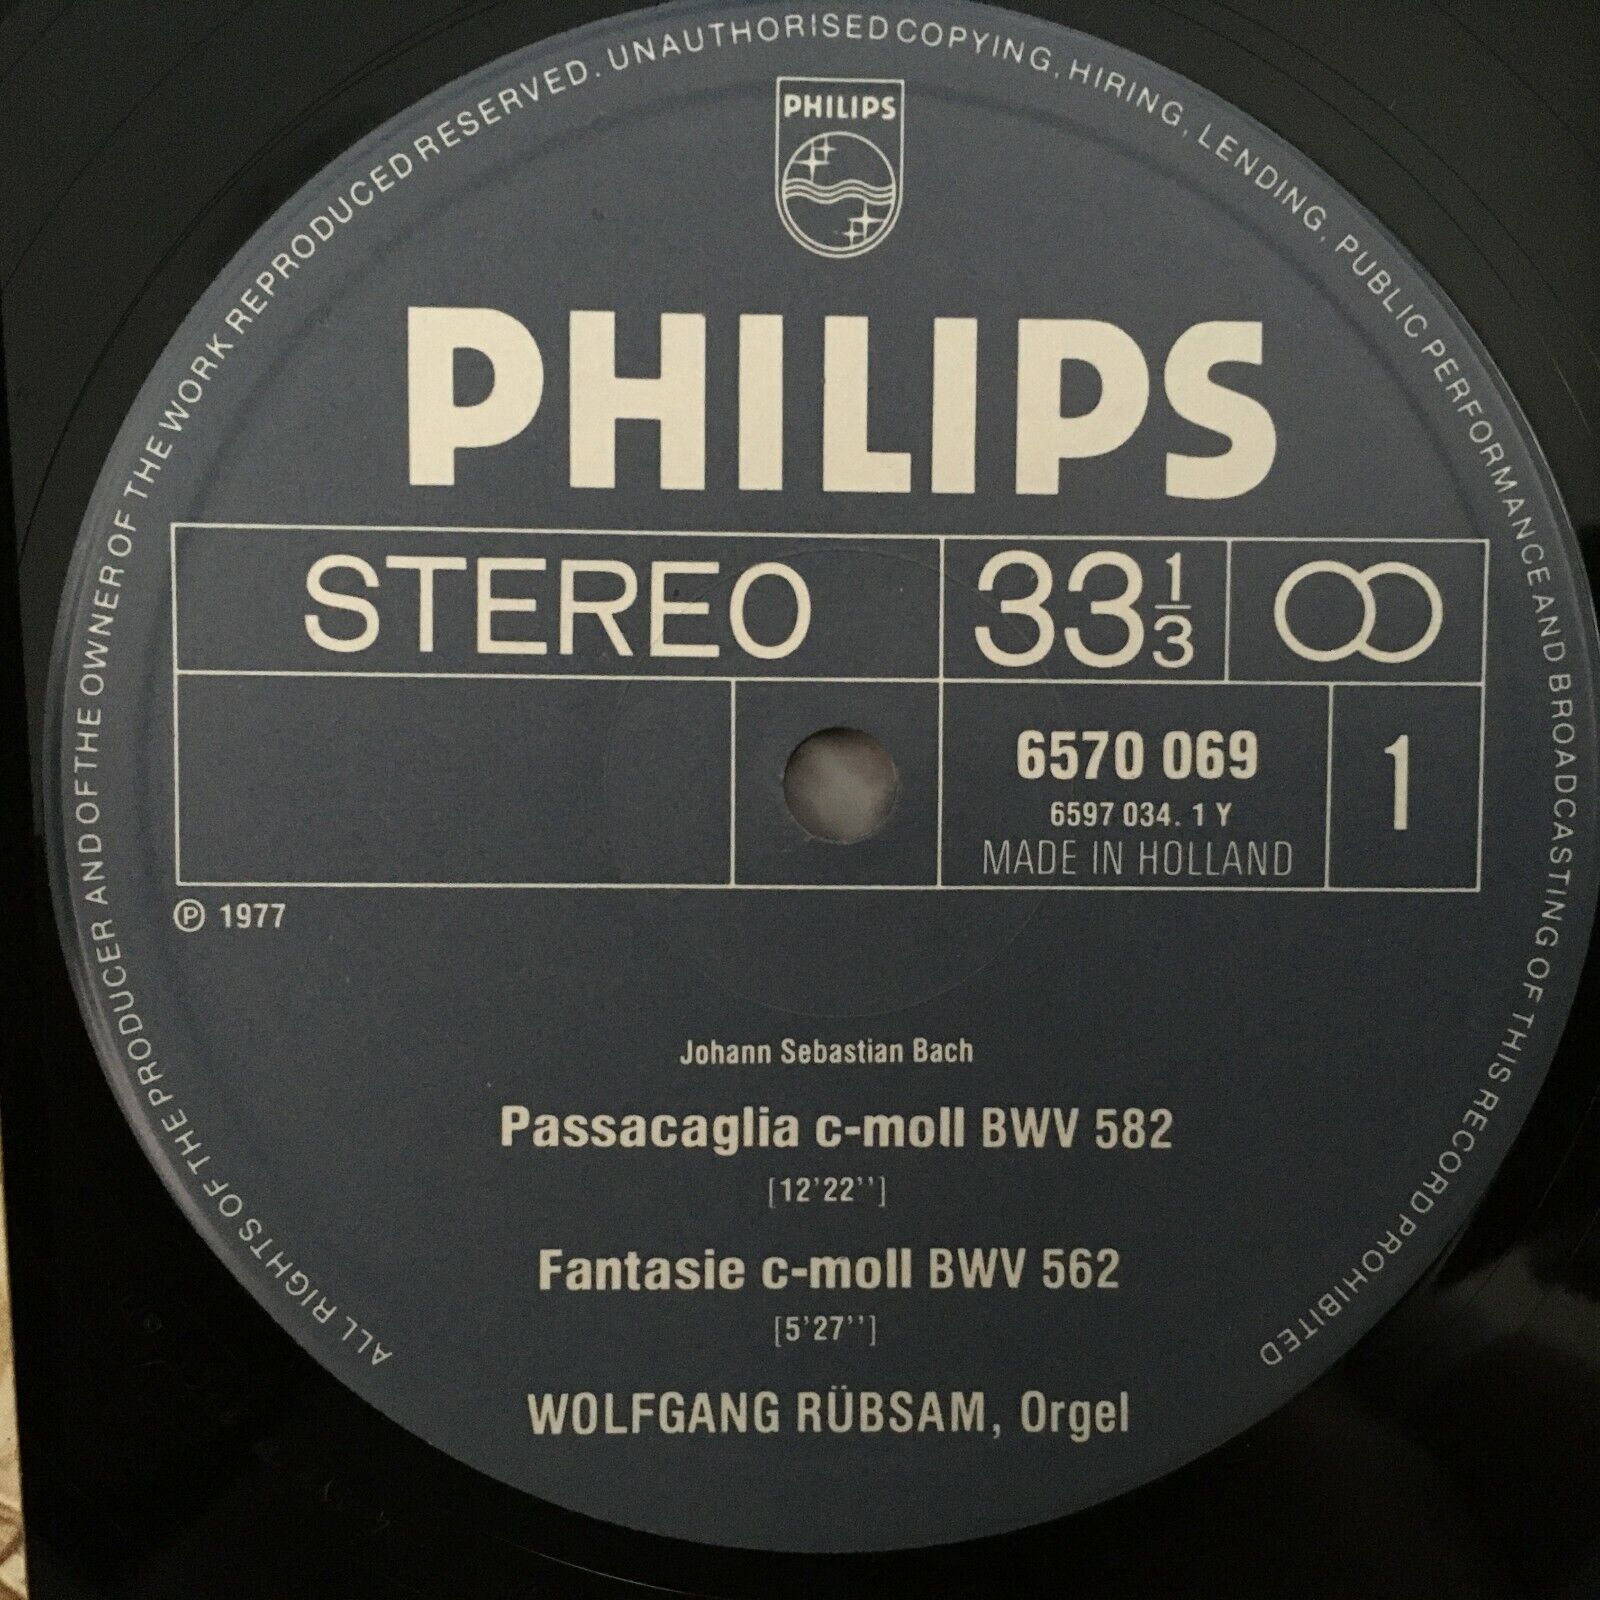 ALL RIGHTS OF THE PRODUCER AND OF THE OWNER OF THE WORK REPRODUCED RESERVED. UNAUTHORISED COPYING, HIRING, LENDING, PUBLIC PERFORMANCE AND BROADCASTING OF THIS RECORD PROHIBITED
PHILIPS
PHILIPS
STEREO 33 1/3
6570 069 1
6597 034. 1 Y
MADE IN HOLLAND
℗ 1977
Johann Sebastian Bach
Passacaglia c-moll BWV 582
[12'22'']
Fantasie c-moll BWV 562
[5'27'']
WOLFGANG RÜBSAM, Orgel